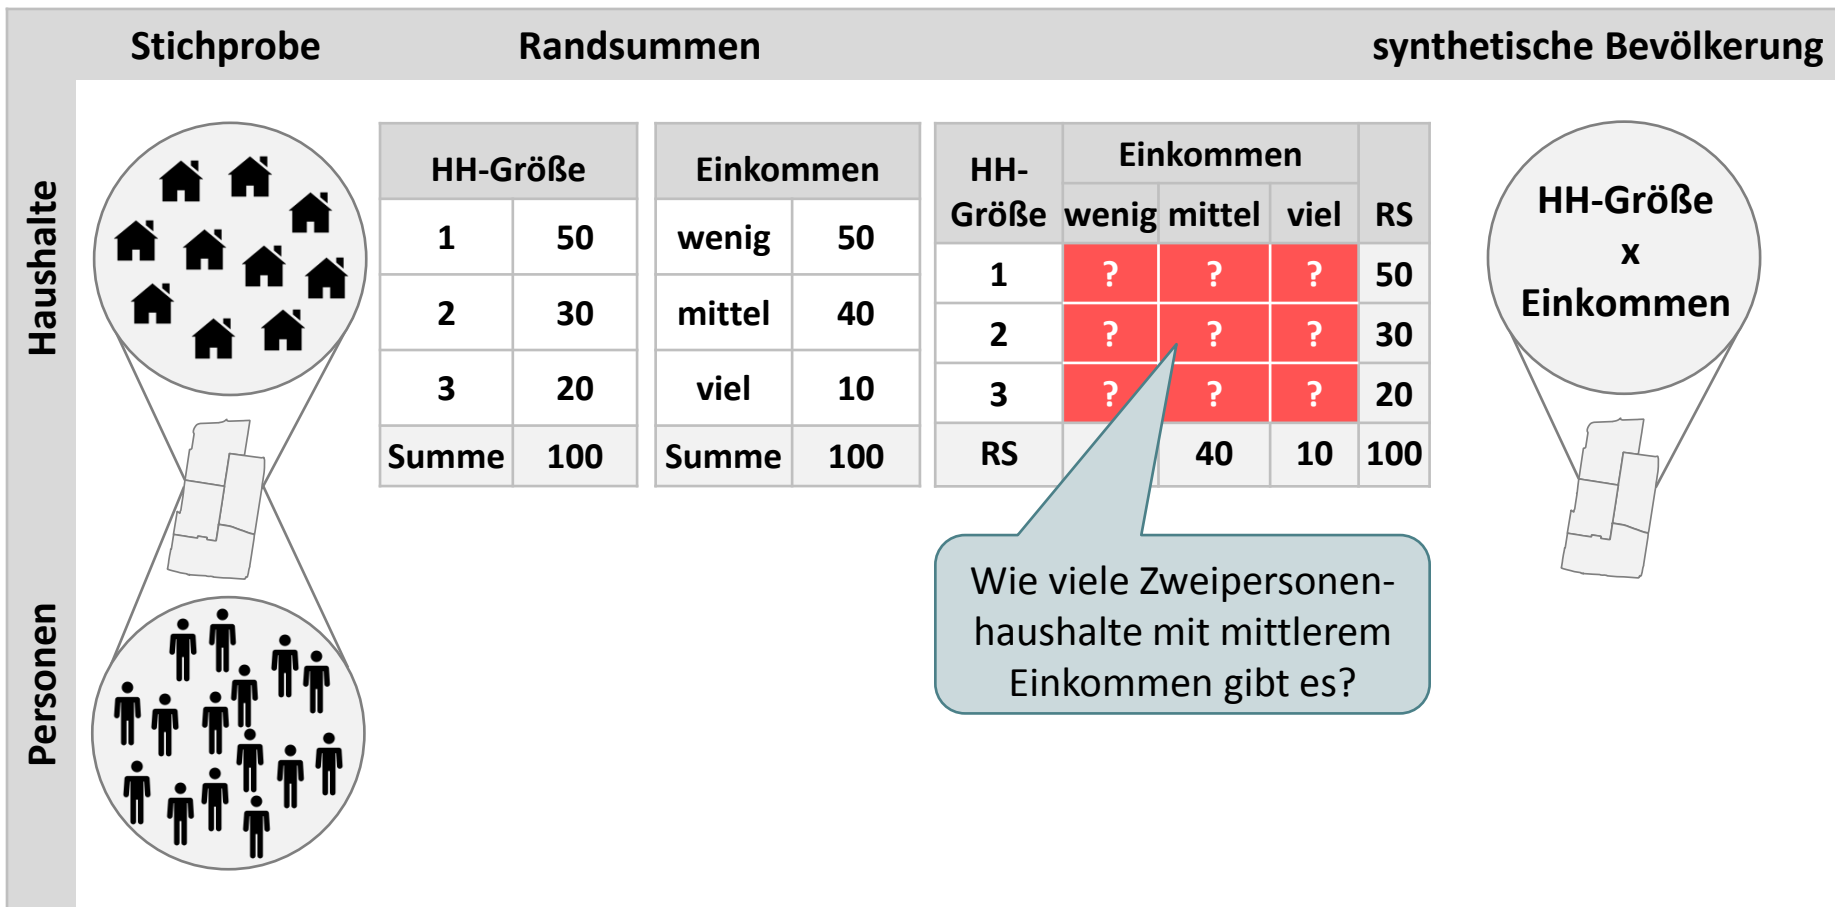 Stichprobe Randsummen synthetische Bevölkerung
Haushalte
HH-Größe
1 50
2 30
3 20
Summe 100
Einkommen
wenig 50
mittel 40
viel 10
Summe 100
HH-Größe Einkommen RS
wenig mittel viel
1 ? ? ? 50
2 ? ? ? 30
3 ? ? ? 20
RS 40 10 100
HH-Größe
x
Einkommen
Wie viele Zweipersonen-
haushalte mit mittlerem
Einkommen gibt es?
Personen